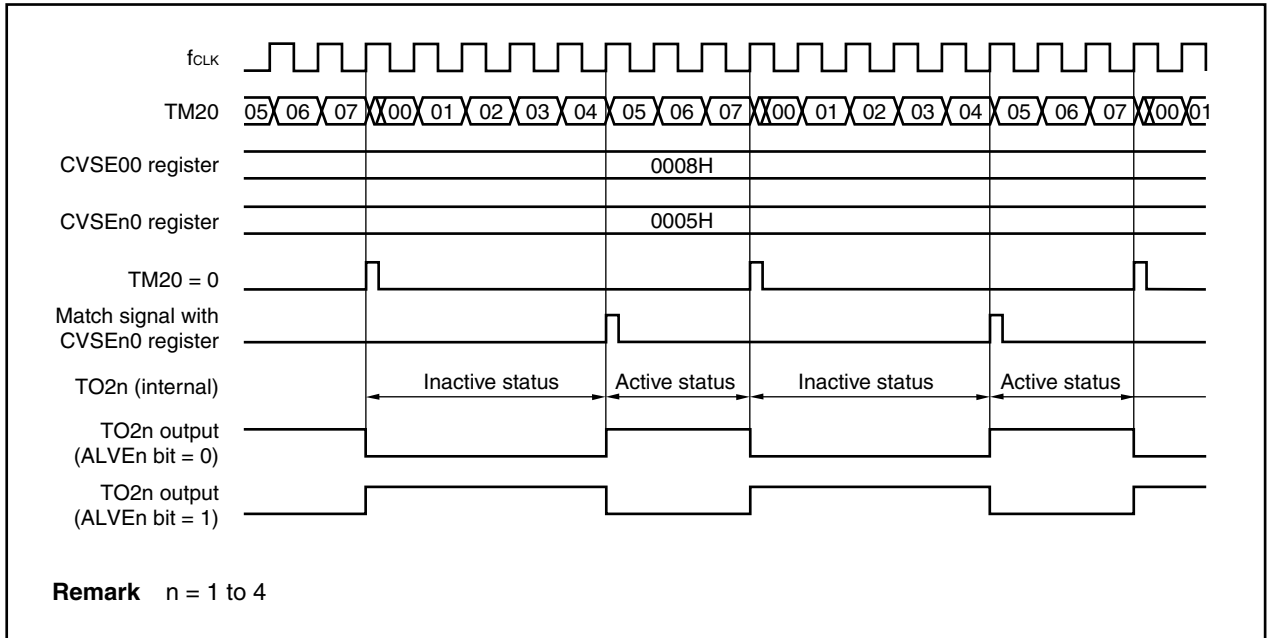 fCLK
TM20 05 06 07 00 01 02 03 04 05 06 07 00 01 02 03 04 05 06 07 00 01
CVSE00 register 0008H
CVSEn0 register 0005H
TM20 = 0
Match signal with
CVSEn0 register
TO2n (internal) Inactive status Active status Inactive status Active status
TO2n output
(ALVEn bit = 0)
TO2n output
(ALVEn bit = 1)
Remark n = 1 to 4